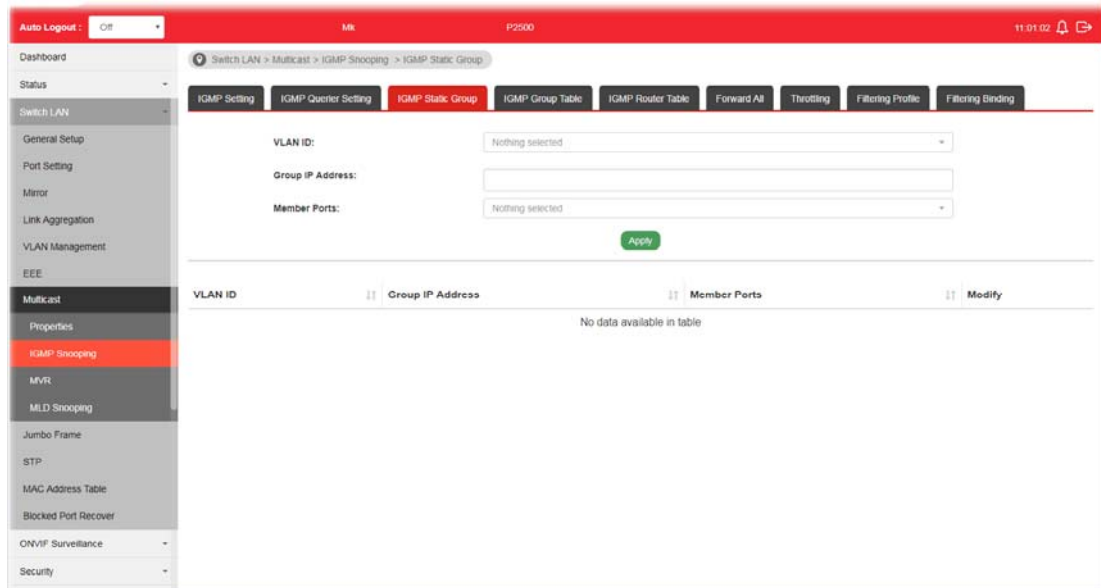 Auto Logout : Off Mk P2500 11:01:02
Dashboard
Switch LAN > Multicast > IGMP Snooping > IGMP Static Group
Status
IGMP Setting IGMP Querier Setting IGMP Static Group IGMP Group Table IGMP Router Table Forward All Throttling Filtering Profile Filtering Binding
Switch LAN
General Setup
VLAN ID: Nothing selected
Port Setting
Group IP Address:
Mirror
Member Ports: Nothing selected
Link Aggregation
Apply
VLAN Management
EEE
VLAN ID Group IP Address Member Ports Modify
Multicast
No data available in table
Properties
IGMP Snooping
MVR
MLD Snooping
Jumbo Frame
STP
MAC Address Table
Blocked Port Recover
ONVIF Surveillance
Security